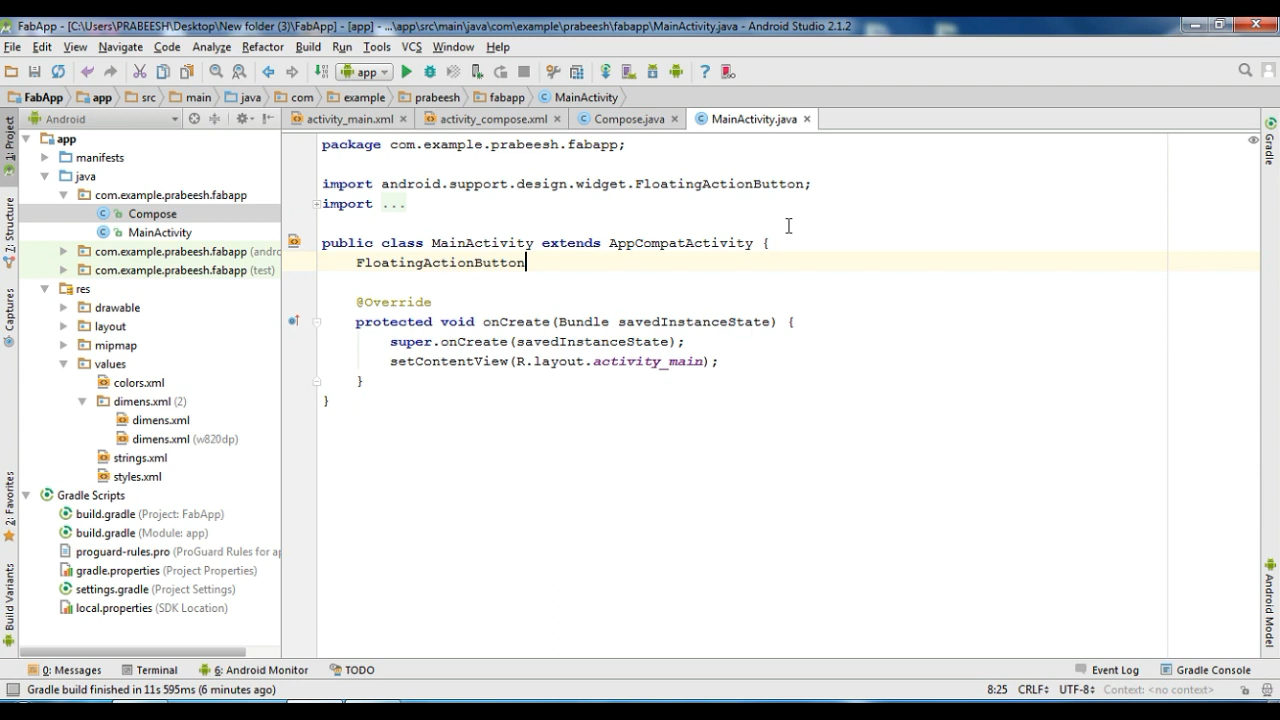 FabApp - [C:\Users\PRABEESH\Desktop\New folder (3)\FabApp] - [app] - ...\app\src\main\java\com\example\prabeesh\fabapp\MainActivity.java - Android Studio 2.1.2
File Edit View Navigate Code Analyze Refactor Build Run Tools VCS Window Help
app
FabApp app src main java com example prabeesh fabapp MainActivity
Android activity_main.xml activity_compose.xml Compose.java MainActivity.java
1: Project
7: Structure
Captures
2: Favorites
Build Variants
app
manifests
java
com.example.prabeesh.fabapp
Compose
MainActivity
com.example.prabeesh.fabapp (andro
com.example.prabeesh.fabapp (test)
res
drawable
layout
mipmap
values
colors.xml
dimens.xml (2)
dimens.xml
dimens.xml (w820dp)
strings.xml
styles.xml
Gradle Scripts
build.gradle (Project: FabApp)
build.gradle (Module: app)
proguard-rules.pro (ProGuard Rules for ap
gradle.properties (Project Properties)
settings.gradle (Project Settings)
local.properties (SDK Location)
package com.example.prabeesh.fabapp;
import android.support.design.widget.FloatingActionButton;
import ...
public class MainActivity extends AppCompatActivity {
FloatingActionButton
@Override
protected void onCreate(Bundle savedInstanceState) {
super.onCreate(savedInstanceState);
setContentView(R.layout.activity_main);
}
}
Gradle
Android Model
0: Messages Terminal 6: Android Monitor TODO Event Log Gradle Console
Gradle build finished in 11s 595ms (6 minutes ago) 8:25 CRLF UTF-8 Context: <no context>